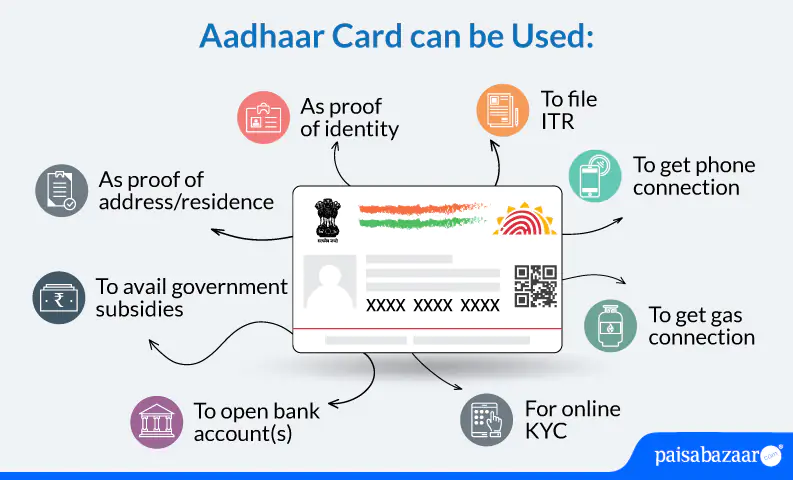 Aadhaar Card can be Used:
As proof
of identity
To file
ITR
As proof of
address/residence
To get phone
connection
To avail government
subsidies
XXXX XXXX XXXX
To get gas
connection
To open bank
account(s)
For online
KYC
paisabazaar